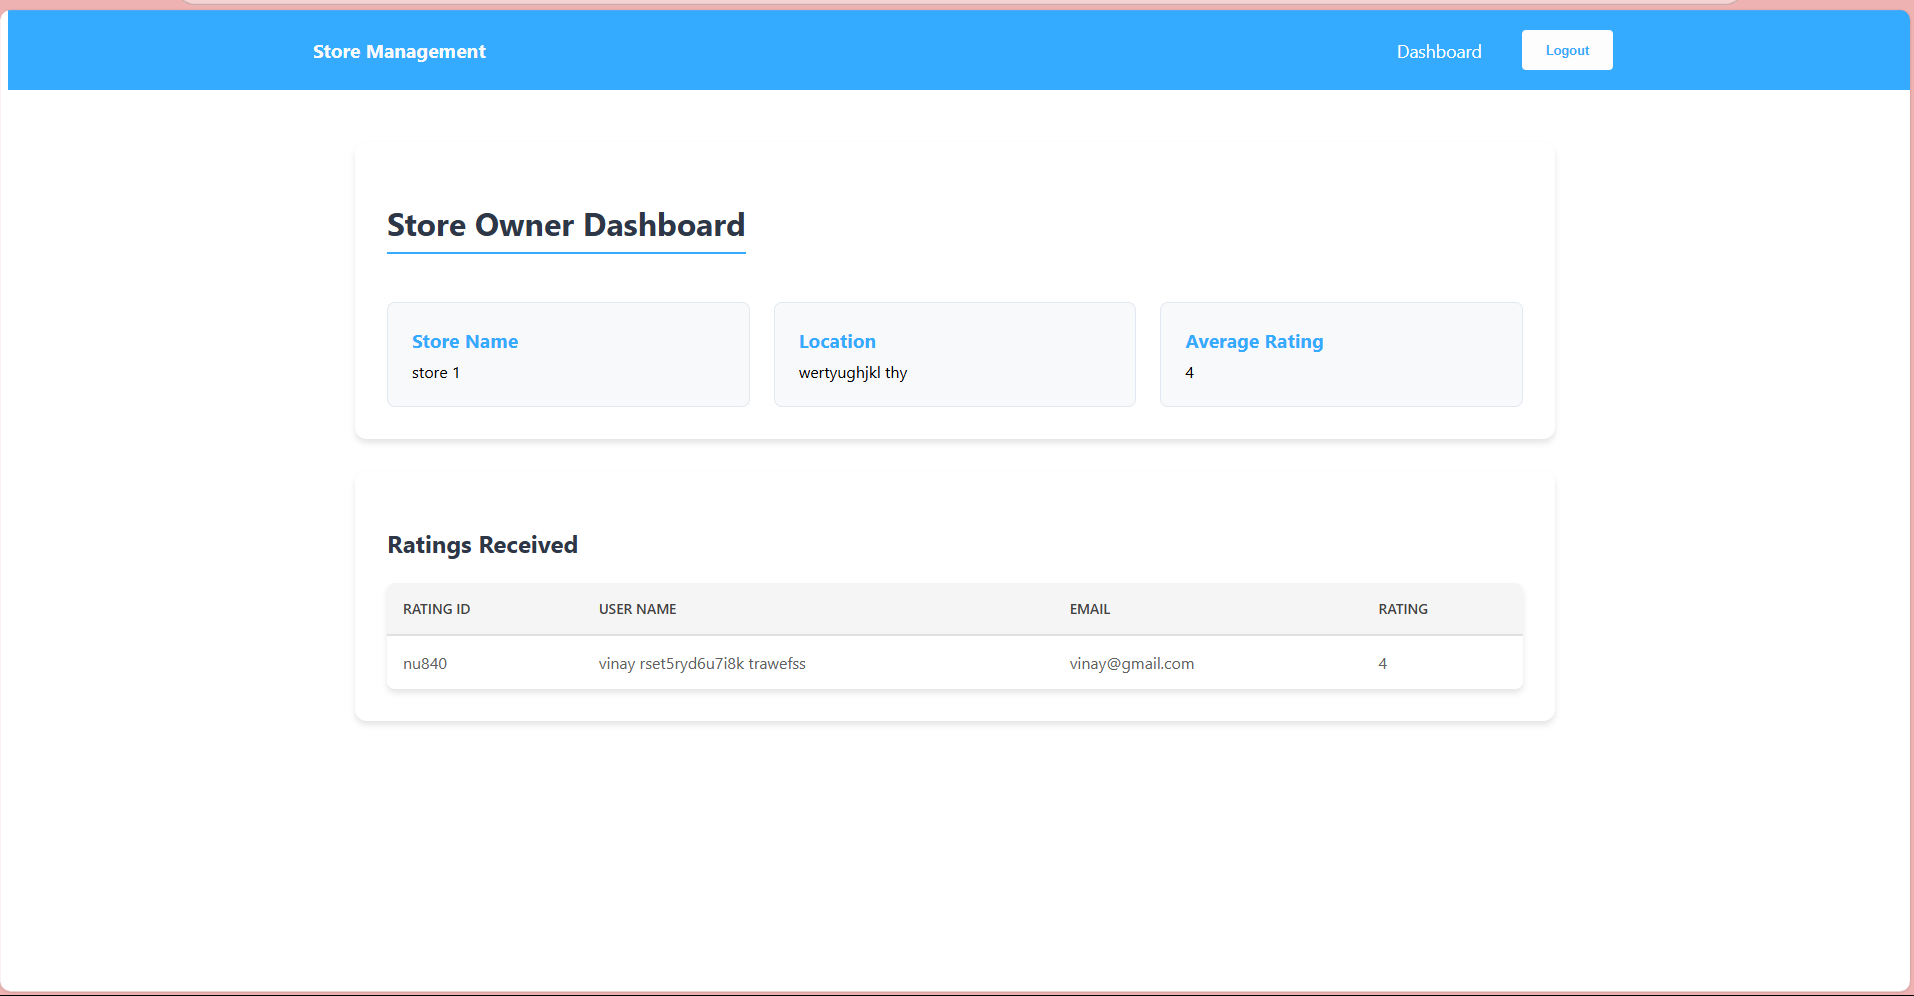 Store Management Dashboard Logout
Store Owner Dashboard
Store Name Location Average Rating
store 1 wertyughjkl thy 4
Ratings Received
RATING ID USER NAME EMAIL RATING
nu840 vinay rset5ryd6u7i8k trawefss vinay@gmail.com 4